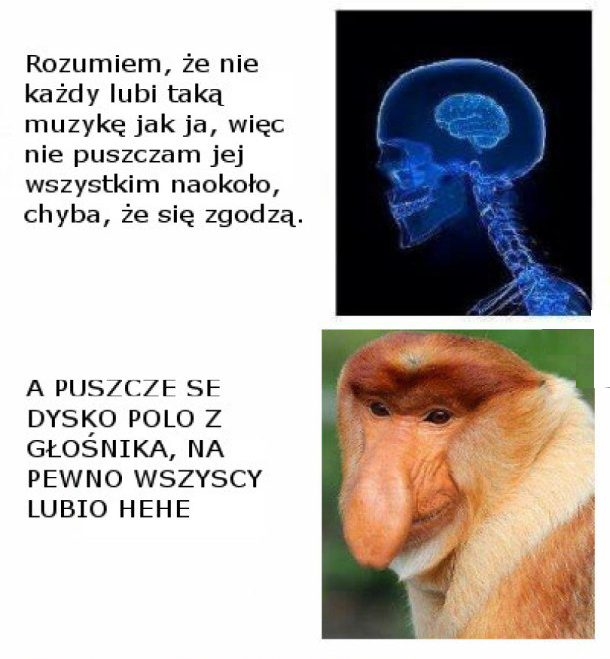 Rozumiem, że nie
każdy lubi taką
muzykę jak ja, więc
nie puszczam jej
wszystkim naokoło,
chyba, że się zgodzą.
A PUSZCZE SE
DYSKO POLO Z
GŁOŚNIKA, NA
PEWNO WSZYSCY
LUBIO HEHE